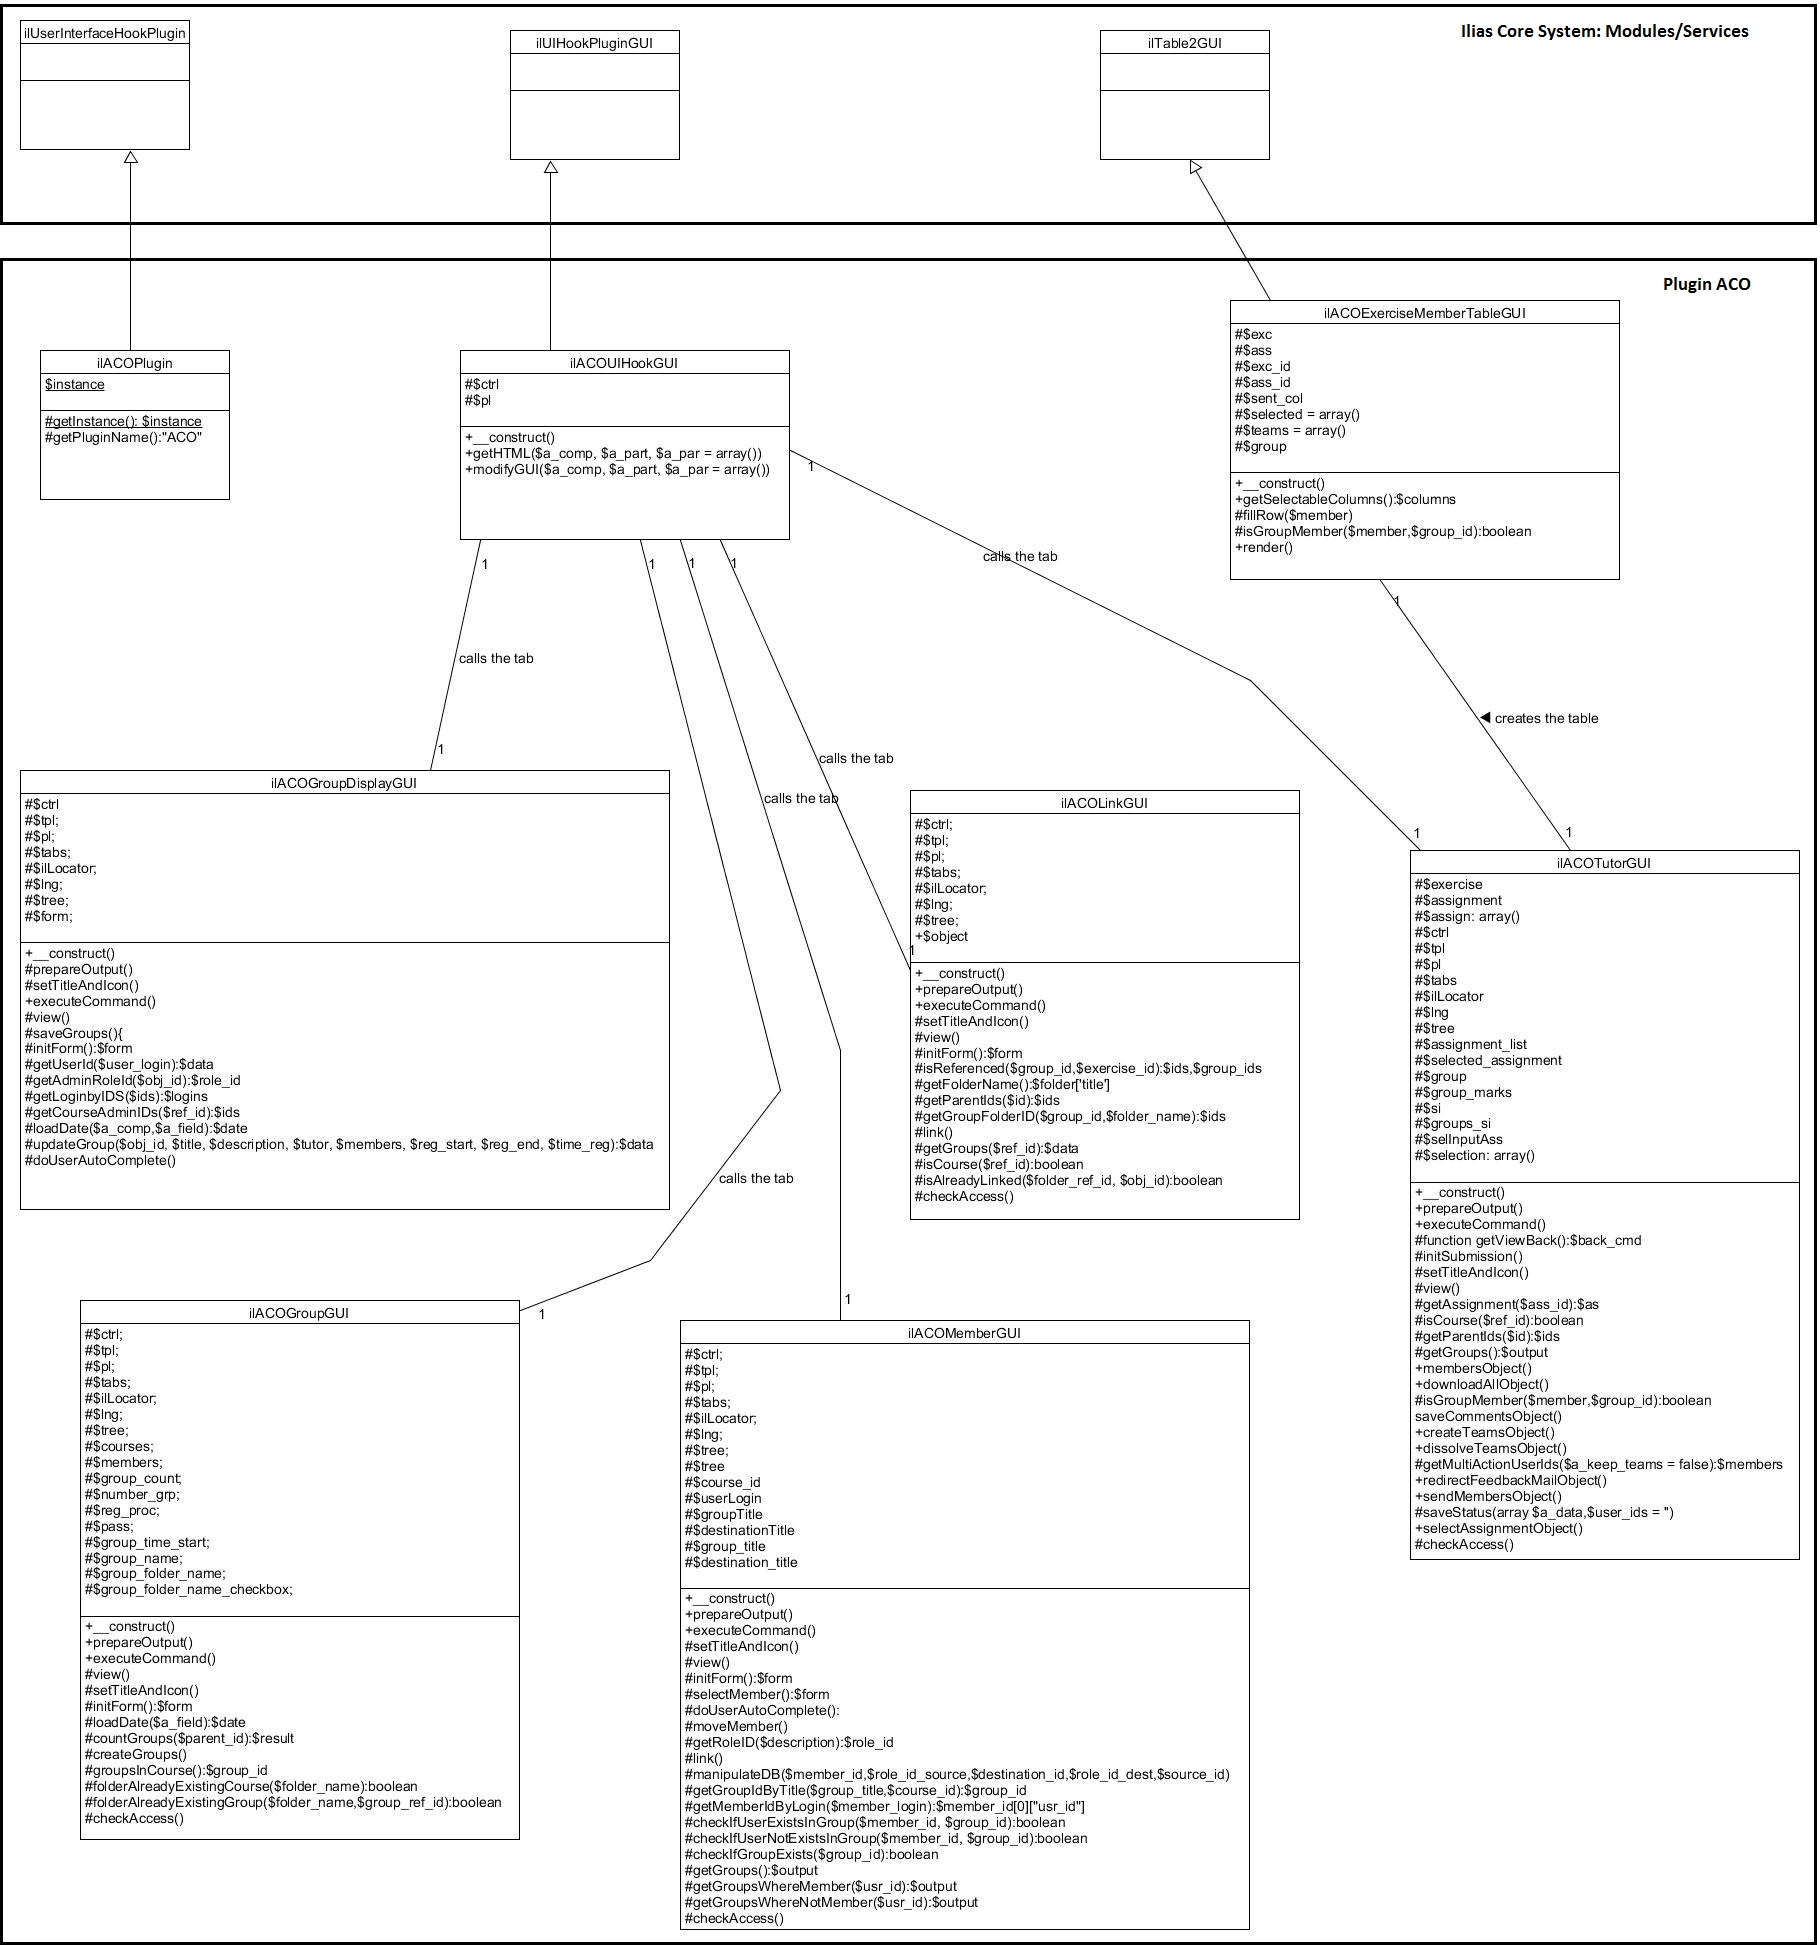 Ilias Core System: Modules/Services
ilUserInterfaceHookPlugin
ilUIHookPluginGUI
ilTable2GUI
Plugin ACO
ilACOPlugin
$instance
#getInstance(): $instance
#getPluginName():"ACO"
ilACOUIHookGUI
#$ctrl
#$pl
+__construct()
+getHTML($a_comp, $a_part, $a_par = array())
+modifyGUI($a_comp, $a_part, $a_par = array())
ilACOExerciseMemberTableGUI
#$exc
#$ass
#$exc_id
#$ass_id
#$sent_col
#$selected = array()
#$teams = array()
#$group
+__construct()
+getSelectableColumns():$columns
#fillRow($member)
#isGroupMember($member,$group_id):boolean
+render()
1
calls the tab
1
1
1
1
1
calls the tab
◀ creates the table
calls the tab
calls the tab
1
1
1
ilACOGroupDisplayGUI
#$ctrl
#$tpl;
#$pl;
#$tabs;
#$ilLocator;
#$lng;
#$tree;
#$form;
+__construct()
#prepareOutput()
#setTitleAndIcon()
+executeCommand()
#view()
#saveGroups(){
#initForm():$form
#getUserId($user_login):$data
#getAdminRoleId($obj_id):$role_id
#getLoginbyIDS($ids):$logins
#getCourseAdminIDs($ref_id):$ids
#loadDate($a_comp,$a_field):$date
#updateGroup($obj_id, $title, $description, $tutor, $members, $reg_start, $reg_end, $time_reg):$data
#doUserAutoComplete()
ilACOLinkGUI
#$ctrl;
#$tpl;
#$pl;
#$tabs;
#$ilLocator;
#$lng;
#$tree;
+$object
1
+__construct()
+prepareOutput()
+executeCommand()
#setTitleAndIcon()
#view()
#initForm():$form
#isReferenced($group_id,$exercise_id):$ids,$group_ids
#getFolderName():$folder['title']
#getParentIds($id):$ids
#getGroupFolderID($group_id,$folder_name):$ids
#link()
#getGroups($ref_id):$data
#isCourse($ref_id):boolean
#isAlreadyLinked($folder_ref_id, $obj_id):boolean
#checkAccess()
ilACOTutorGUI
#$exercise
#$assignment
#$assign: array()
#$ctrl
#$tpl
#$pl
#$tabs
#$ilLocator
#$lng
#$tree
#$assignment_list
#$selected_assignment
#$group
#$group_marks
#$si
#$groups_si
#$selInputAss
#$selection: array()
+__construct()
+prepareOutput()
+executeCommand()
#function getViewBack():$back_cmd
#initSubmission()
#setTitleAndIcon()
#view()
#getAssignment($ass_id):$as
#isCourse($ref_id):boolean
#getParentIds($id):$ids
#getGroups():$output
+membersObject()
+downloadAllObject()
#isGroupMember($member,$group_id):boolean
saveCommentsObject()
+createTeamsObject()
+dissolveTeamsObject()
#getMultiActionUserIds($a_keep_teams = false):$members
+redirectFeedbackMailObject()
+sendMembersObject()
#saveStatus(array $a_data,$user_ids = '')
+selectAssignmentObject()
#checkAccess()
calls the tab
1
1
ilACOGroupGUI
#$ctrl;
#$tpl;
#$pl;
#$tabs;
#$ilLocator;
#$lng;
#$tree;
#$courses;
#$members;
#$group_count;
#$number_grp;
#$reg_proc;
#$pass;
#$group_time_start;
#$group_name;
#$group_folder_name;
#$group_folder_name_checkbox;
+__construct()
+prepareOutput()
+executeCommand()
#view()
#setTitleAndIcon()
#initForm():$form
#loadDate($a_field):$date
#countGroups($parent_id):$result
#createGroups()
#groupsInCourse():$group_id
#folderAlreadyExistingCourse($folder_name):boolean
#folderAlreadyExistingGroup($folder_name,$group_ref_id):boolean
#checkAccess()
ilACOMemberGUI
#$ctrl;
#$tpl;
#$pl;
#$tabs;
#$ilLocator;
#$lng;
#$tree;
#$tree
#$course_id
#$userLogin
#$groupTitle
#$destinationTitle
#$group_title
#$destination_title
+__construct()
+prepareOutput()
+executeCommand()
#setTitleAndIcon()
#view()
#initForm():$form
#selectMember():$form
#doUserAutoComplete():
#moveMember()
#getRoleID($description):$role_id
#link()
#manipulateDB($member_id,$role_id_source,$destination_id,$role_id_dest,$source_id)
#getGroupIdByTitle($group_title,$course_id):$group_id
#getMemberIdByLogin($member_login):$member_id[0]["usr_id"]
#checkIfUserExistsInGroup($member_id, $group_id):boolean
#checkIfUserNotExistsInGroup($member_id, $group_id):boolean
#checkIfGroupExists($group_id):boolean
#getGroups():$output
#getGroupsWhereMember($usr_id):$output
#getGroupsWhereNotMember($usr_id):$output
#checkAccess()